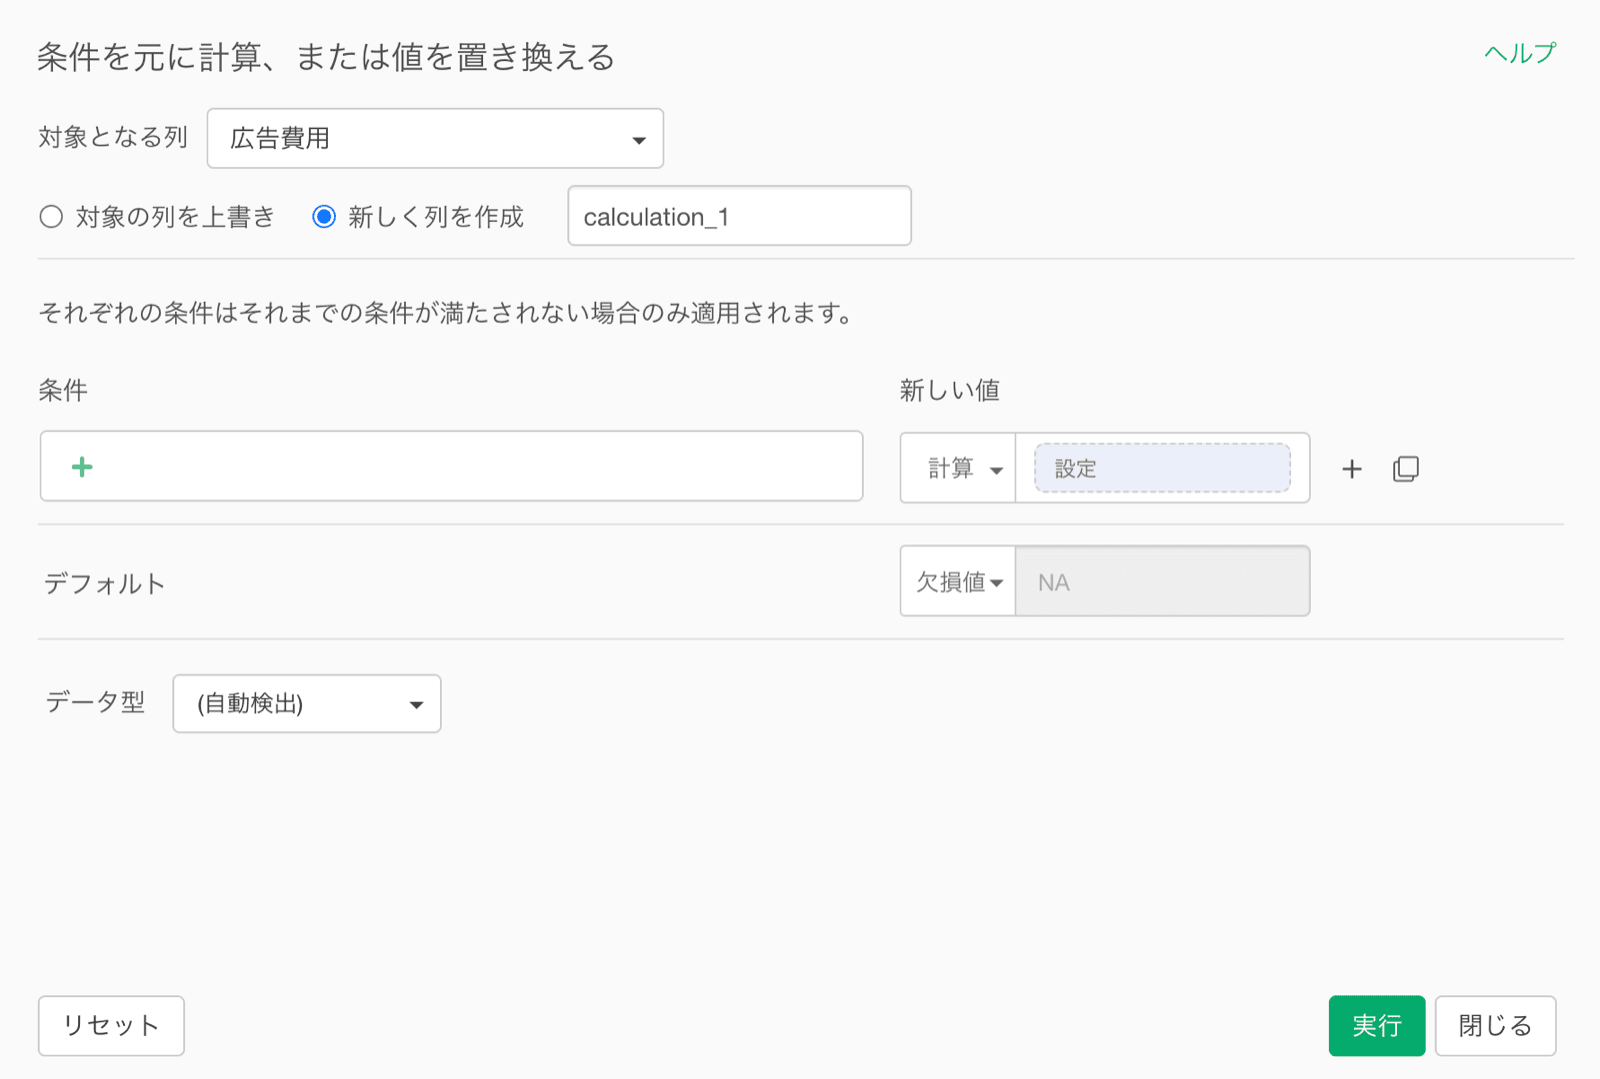 条件を元に計算、または値を置き換える
ヘルプ
対象となる列
広告費用
対象の列を上書き
新しく列を作成
calculation_1
それぞれの条件はそれまでの条件が満たされない場合のみ適用されます。
条件
新しい値
計算
設定
デフォルト
欠損値
NA
データ型
(自動検出)
リセット
実行
閉じる